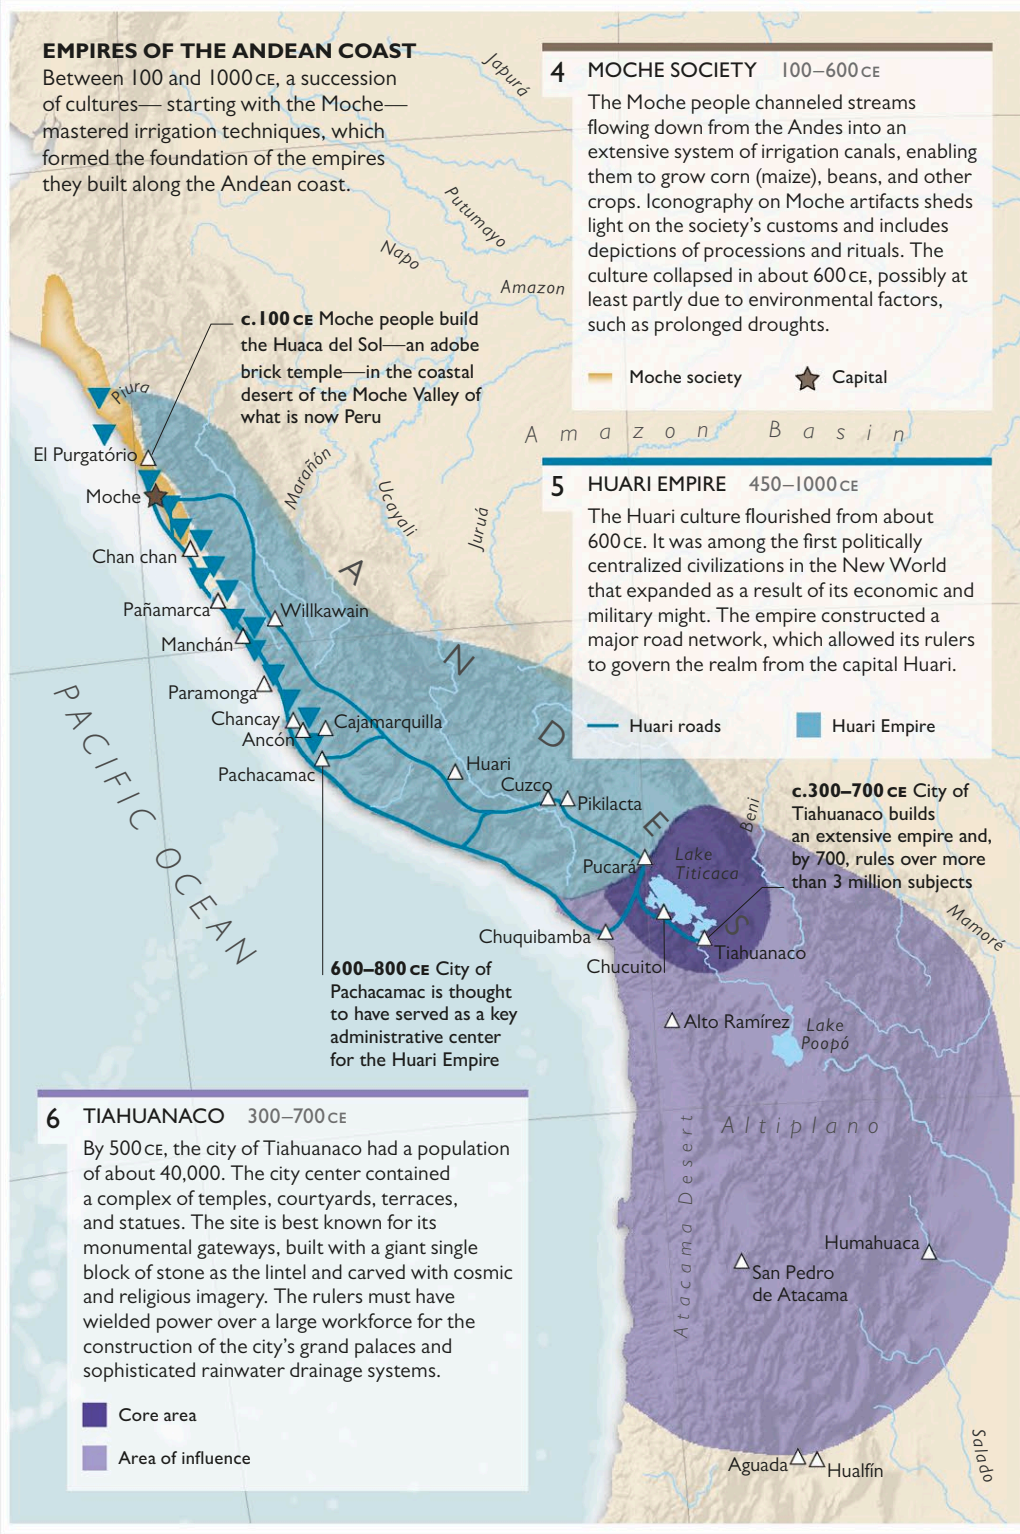 EMPIRES OF THE ANDEAN COAST
Between 100 and 1000 CE, a succession
of cultures— starting with the Moche—
mastered irrigation techniques, which
formed the foundation of the empires
they built along the Andean coast.
4 MOCHE SOCIETY 100–600 CE
The Moche people channeled streams
flowing down from the Andes into an
extensive system of irrigation canals, enabling
them to grow corn (maize), beans, and other
crops. Iconography on Moche artifacts sheds
light on the society's customs and includes
depictions of processions and rituals. The
culture collapsed in about 600 CE, possibly at
least partly due to environmental factors,
such as prolonged droughts.
Moche society
Capital
Japurá
Putumayo
Napo
Amazon
c.100 CE Moche people build
the Huaca del Sol—an adobe
brick temple—in the coastal
desert of the Moche Valley of
what is now Peru
Piura
Amazon Basin
El Purgatório
Moche
Marañón
Ucayali
Juruá
5 HUARI EMPIRE 450–1000 CE
The Huari culture flourished from about
600 CE. It was among the first politically
centralized civilizations in the New World
that expanded as a result of its economic and
military might. The empire constructed a
major road network, which allowed its rulers
to govern the realm from the capital Huari.
Huari roads
Huari Empire
Chan chan
ANDES
Pañamarca
Willkawain
Manchán
Paramonga
Chancay
Cajamarquilla
Ancón
Pachacamac
PACIFIC OCEAN
Huari
Cuzco
Pikilacta
c.300–700 CE City of
Tiahuanaco builds
an extensive empire and,
by 700, rules over more
than 3 million subjects
Beni
Pucará
Lake
Titicaca
Mamoré
Chuquibamba
Tiahuanaco
Chucuito
600–800 CE City of
Pachacamac is thought
to have served as a key
administrative center
for the Huari Empire
Alto Ramírez
Lake
Poopó
6 TIAHUANACO 300–700 CE
By 500 CE, the city of Tiahuanaco had a population
of about 40,000. The city center contained
a complex of temples, courtyards, terraces,
and statues. The site is best known for its
monumental gateways, built with a giant single
block of stone as the lintel and carved with cosmic
and religious imagery. The rulers must have
wielded power over a large workforce for the
construction of the city's grand palaces and
sophisticated rainwater drainage systems.
Core area
Area of influence
Altiplano
Atacama Desert
Humahuaca
San Pedro
de Atacama
Aguada
Hualfín
Salado